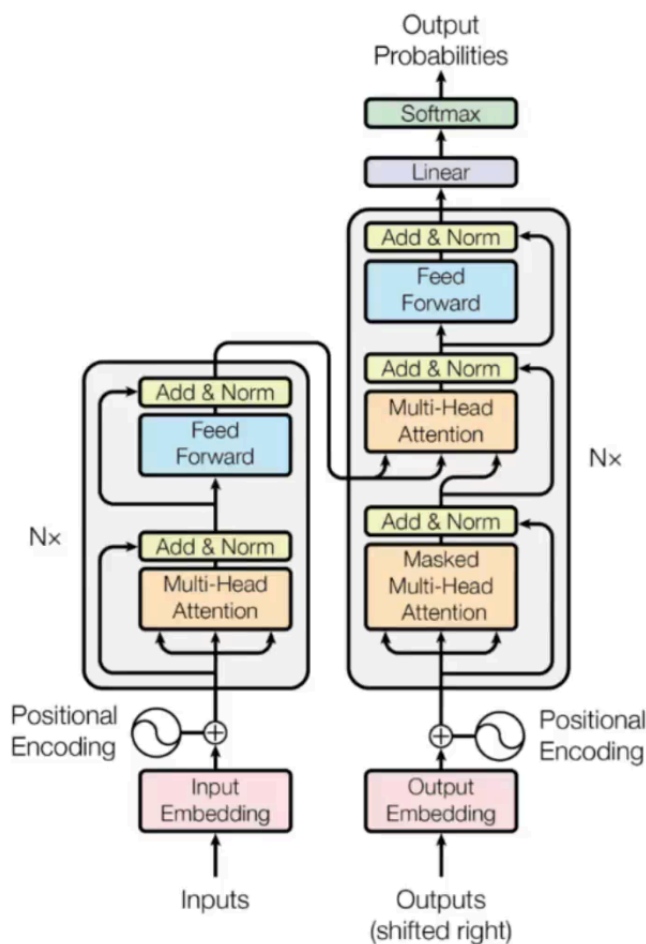 Output
Probabilities
Softmax
Linear
Add & Norm
Feed
Forward
Add & Norm
Multi-Head
Attention
Add & Norm
Masked
Multi-Head
Attention
N×
Add & Norm
Feed
Forward
Add & Norm
Multi-Head
Attention
N×
Positional
Encoding
Positional
Encoding
Input
Embedding
Output
Embedding
Inputs
Outputs
(shifted right)